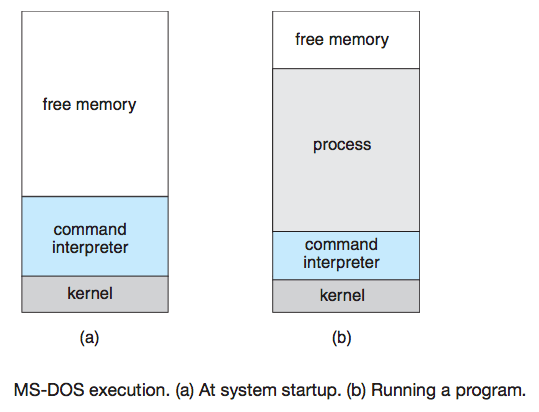 free memory
command
interpreter
kernel
(a)
free memory
process
command
interpreter
kernel
(b)
MS-DOS execution. (a) At system startup. (b) Running a program.